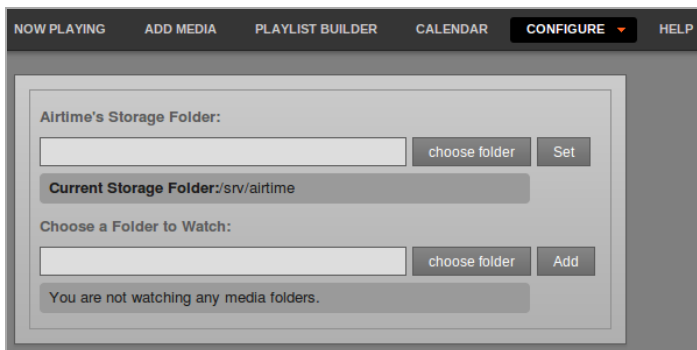 NOW PLAYING ADD MEDIA PLAYLIST BUILDER CALENDAR CONFIGURE HELP
Airtime's Storage Folder:
choose folder Set
Current Storage Folder:/srv/airtime
Choose a Folder to Watch:
choose folder Add
You are not watching any media folders.